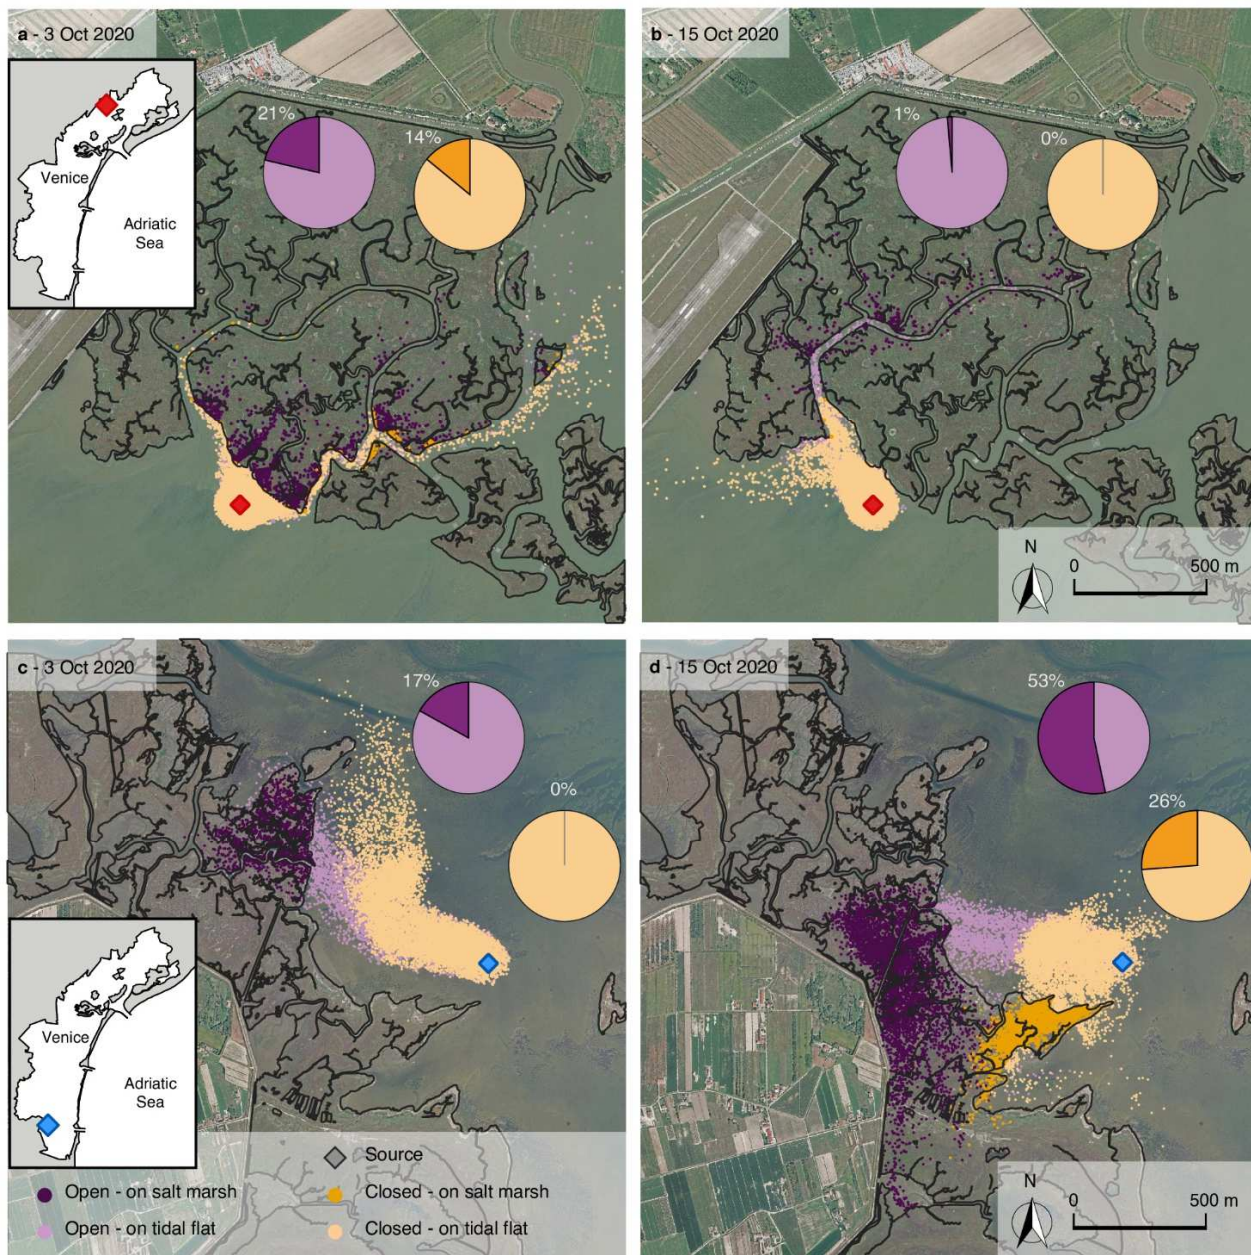 a - 3 Oct 2020
Venice
Adriatic
Sea
21%
14%
b - 15 Oct 2020
1%
0%
N
0
500 m
c - 3 Oct 2020
17%
0%
Venice
Adriatic
Sea
Source
Open - on salt marsh
Closed - on salt marsh
Open - on tidal flat
Closed - on tidal flat
d - 15 Oct 2020
53%
26%
N
0
500 m